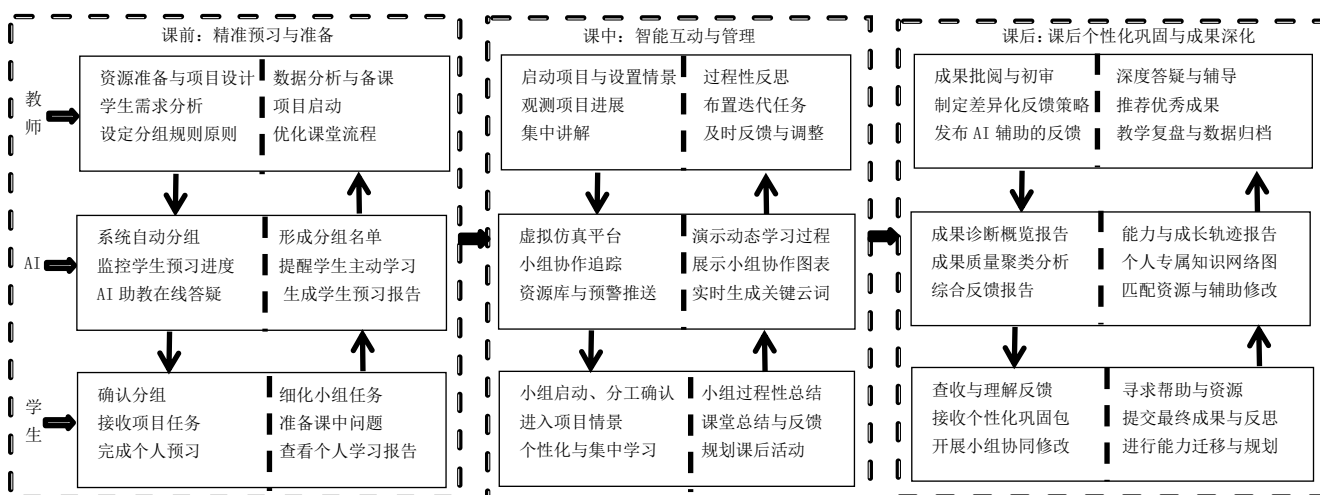 课前：精准预习与准备
教师
资源准备与项目设计
学生需求分析
设定分组规则原则
数据分析与备课
项目启动
优化课堂流程
AI
系统自动分组
监控学生预习进度
AI 助教在线答疑
形成分组名单
提醒学生主动学习
生成学生预习报告
学生
确认分组
接收项目任务
完成个人预习
细化小组任务
准备课中问题
查看个人学习报告
课中：智能互动与管理
启动项目与设置情景
观测项目进展
集中讲解
过程性反思
布置迭代任务
及时反馈与调整
虚拟仿真平台
小组协作追踪
资源库与预警推送
演示动态学习过程
展示小组协作图表
实时生成关键云词
小组启动、分工确认
进入项目情景
个性化与集中学习
小组过程性总结
课堂总结与反馈
规划课后活动
课后：课后个性化巩固与成果深化
成果批阅与初审
制定差异化反馈策略
发布 AI 辅助的反馈
深度答疑与辅导
推荐优秀成果
教学复盘与数据归档
成果诊断概览报告
成果质量聚类分析
综合反馈报告
能力与成长轨迹报告
个人专属知识网络图
匹配资源与辅助修改
查收与理解反馈
接收个性化巩固包
开展小组协同修改
寻求帮助与资源
提交最终成果与反思
进行能力迁移与规划